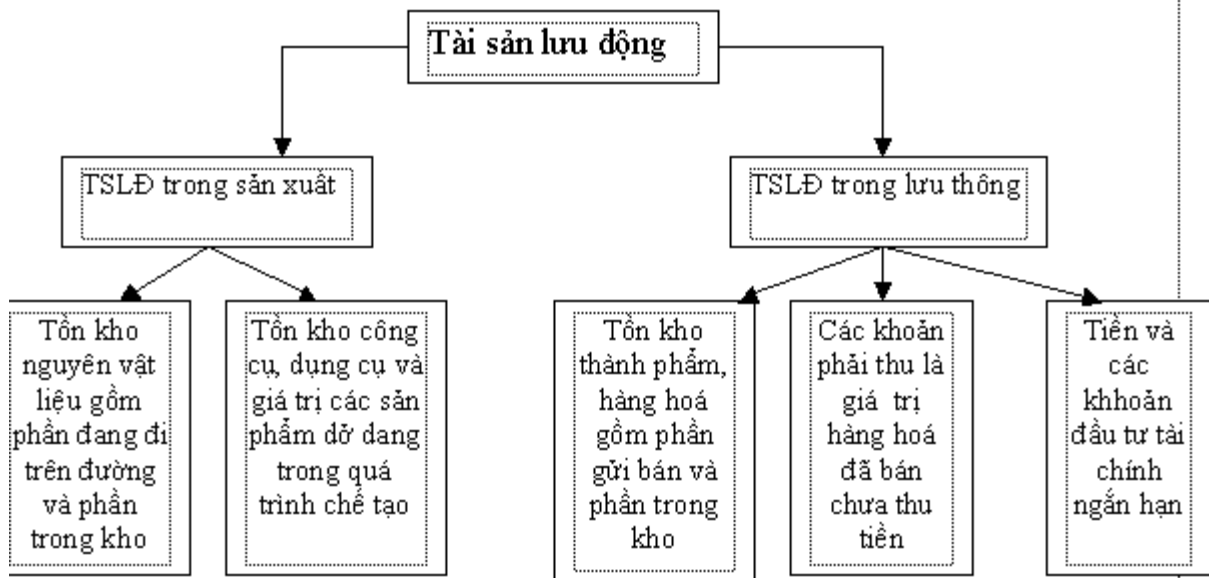 Tài sản lưu động
TSLĐ trong sản xuất
TSLĐ trong lưu thông
Tồn kho
nguyên vật
liệu gồm
phần đang đi
trên đường
và phần
trong kho
Tồn kho công
cụ, dụng cụ và
giá trị các sản
phẩm dở dang
trong quá
trình chế tạo
Tồn kho
thành phẩm,
hàng hoá
gồm phần
gửi bán và
phần trong
kho
Các khoản
phải thu là
giá trị
hàng hoá
đã bán
chưa thu
tiền
Tiền và
các
khhoản
đầu tư tài
chính
ngắn hạn